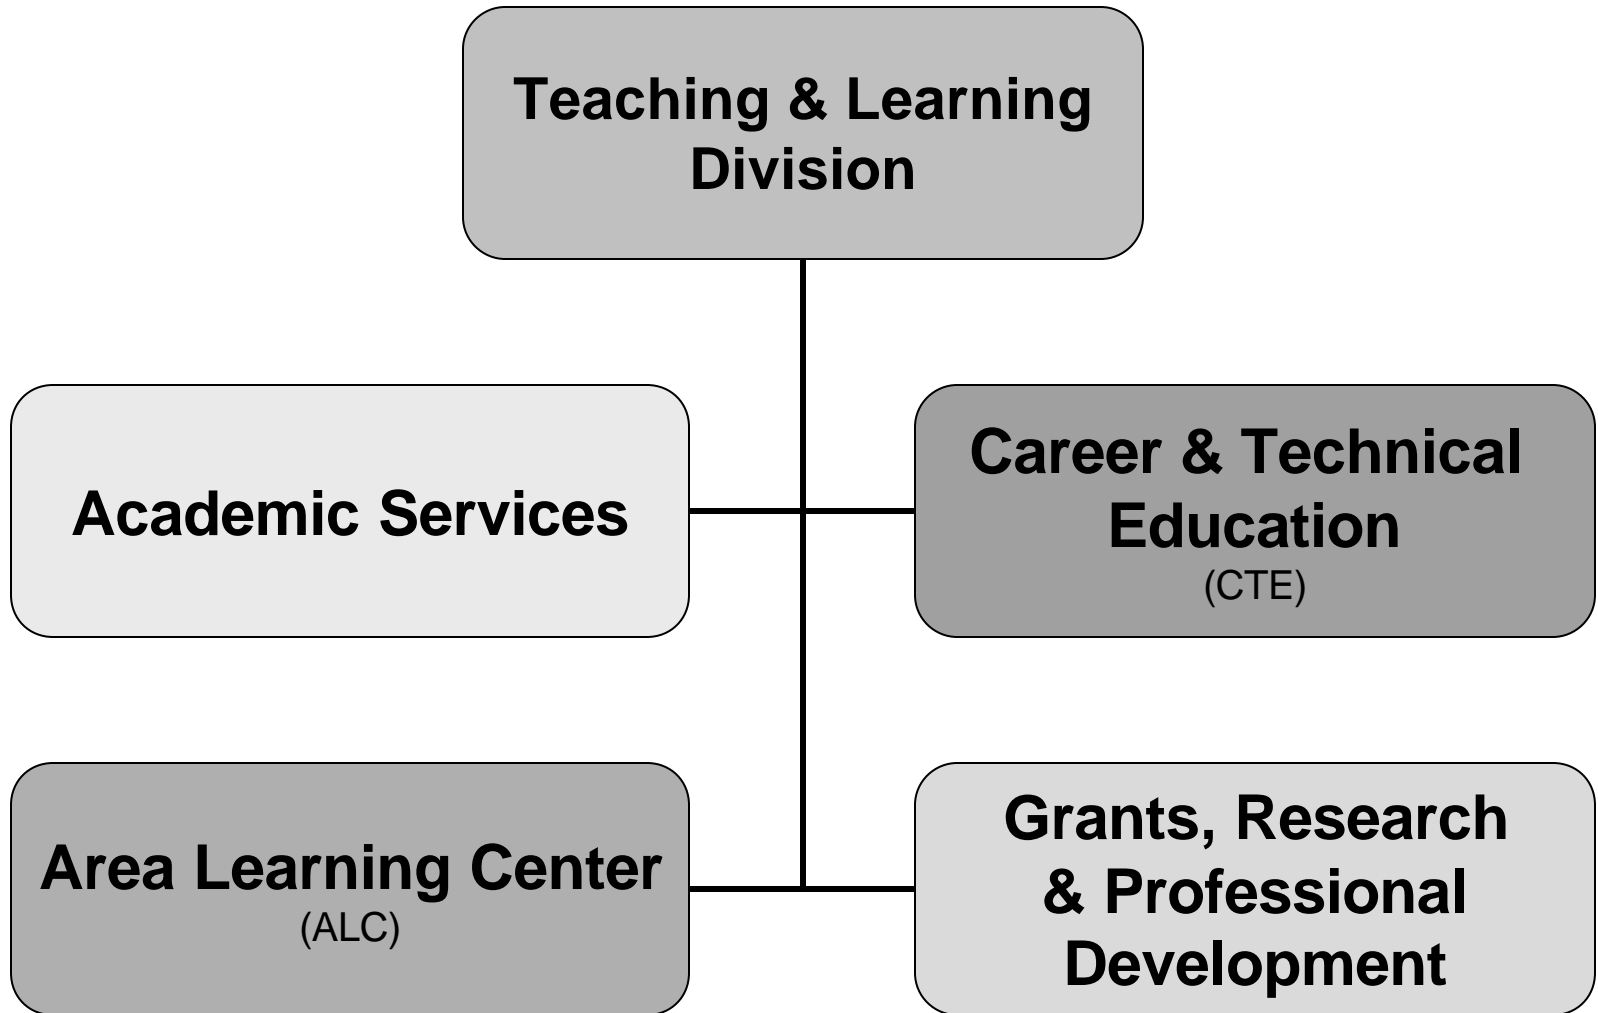 Teaching & Learning
Division
Academic Services
Career & Technical
Education
(CTE)
Area Learning Center
(ALC)
Grants, Research
& Professional
Development